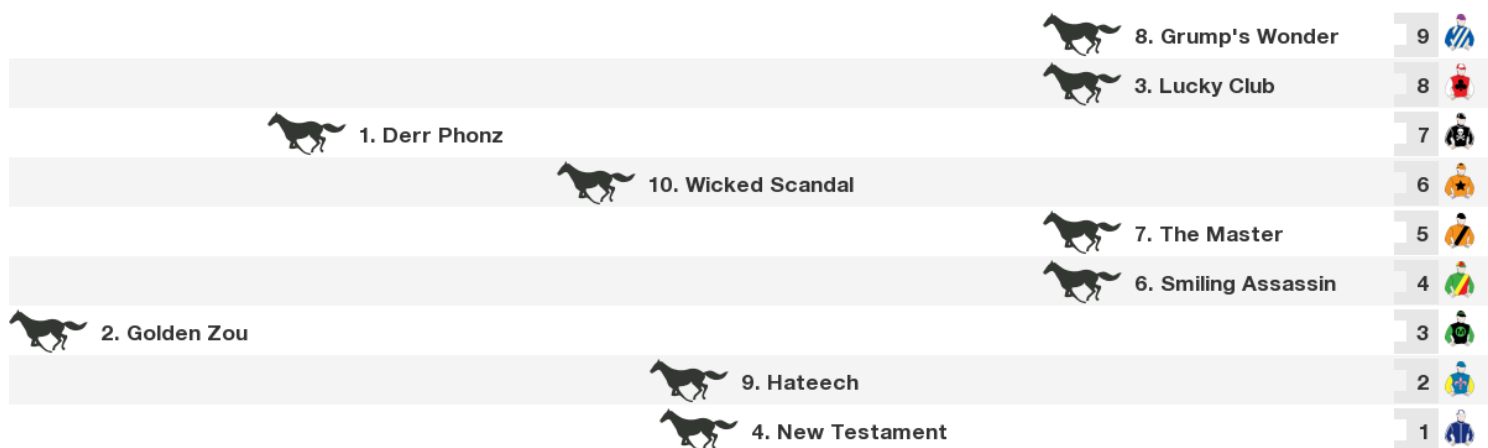 8. Grump's Wonder 9
3. Lucky Club 8
1. Derr Phonz 7
10. Wicked Scandal 6
7. The Master 5
6. Smiling Assassin 4
2. Golden Zou 3
9. Hateech 2
4. New Testament 1